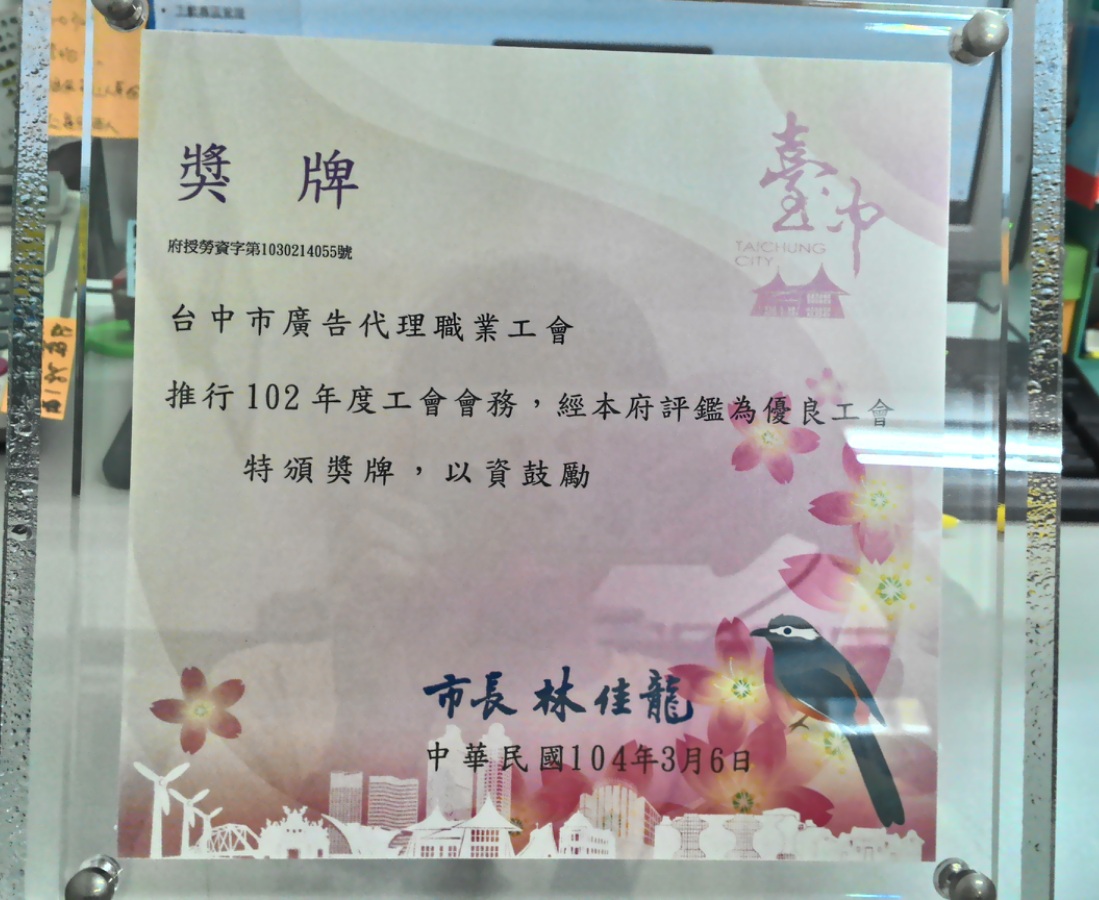 獎牌
臺中
TAICHUNG
CITY
府授勞資字第1030214055號
台中市廣告代理職業工會
推行102年度工會會務，經本府評鑑為優良工會
特頒獎牌，以資鼓勵
市長 林佳龍
中華民國104年3月6日